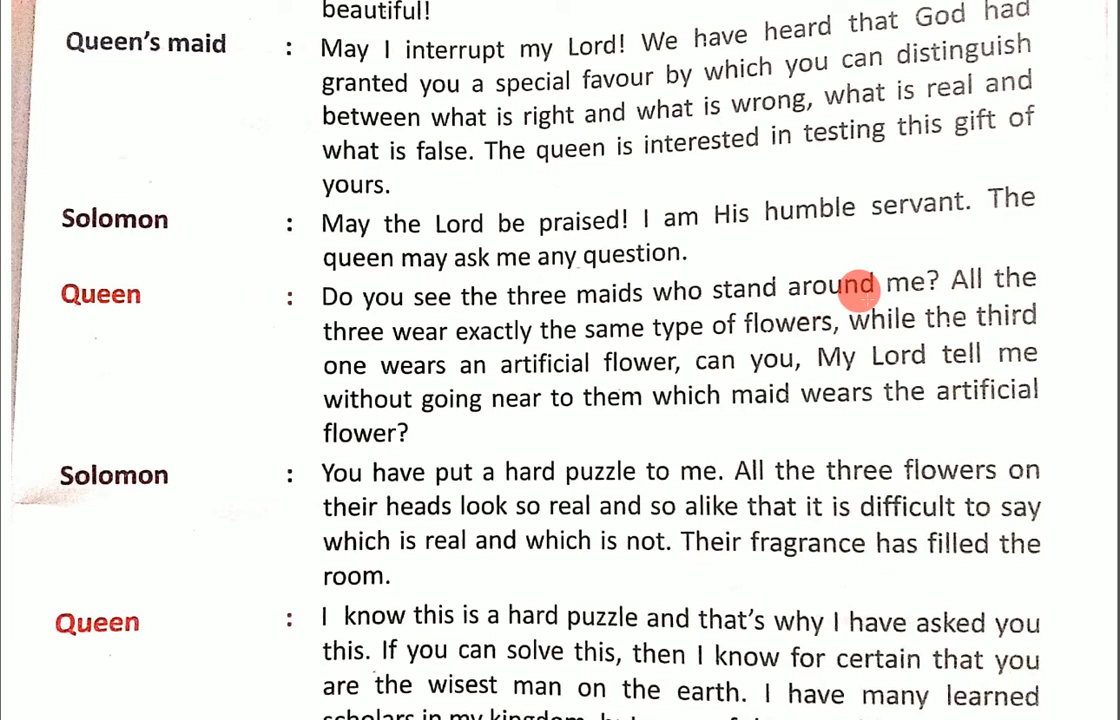 beautiful!
Queen's maid : May I interrupt my Lord! We have heard that God had
granted you a special favour by which you can distinguish
between what is right and what is wrong, what is real and
what is false. The queen is interested in testing this gift of
yours.
Solomon : May the Lord be praised! I am His humble servant. The
queen may ask me any question.
Queen : Do you see the three maids who stand around me? All the
three wear exactly the same type of flowers, while the third
one wears an artificial flower, can you, My Lord tell me
without going near to them which maid wears the artificial
flower?
Solomon : You have put a hard puzzle to me. All the three flowers on
their heads look so real and so alike that it is difficult to say
which is real and which is not. Their fragrance has filled the
room.
Queen : I know this is a hard puzzle and that's why I have asked you
this. If you can solve this, then I know for certain that you
are the wisest man on the earth. I have many learned
scholars in my kingdom